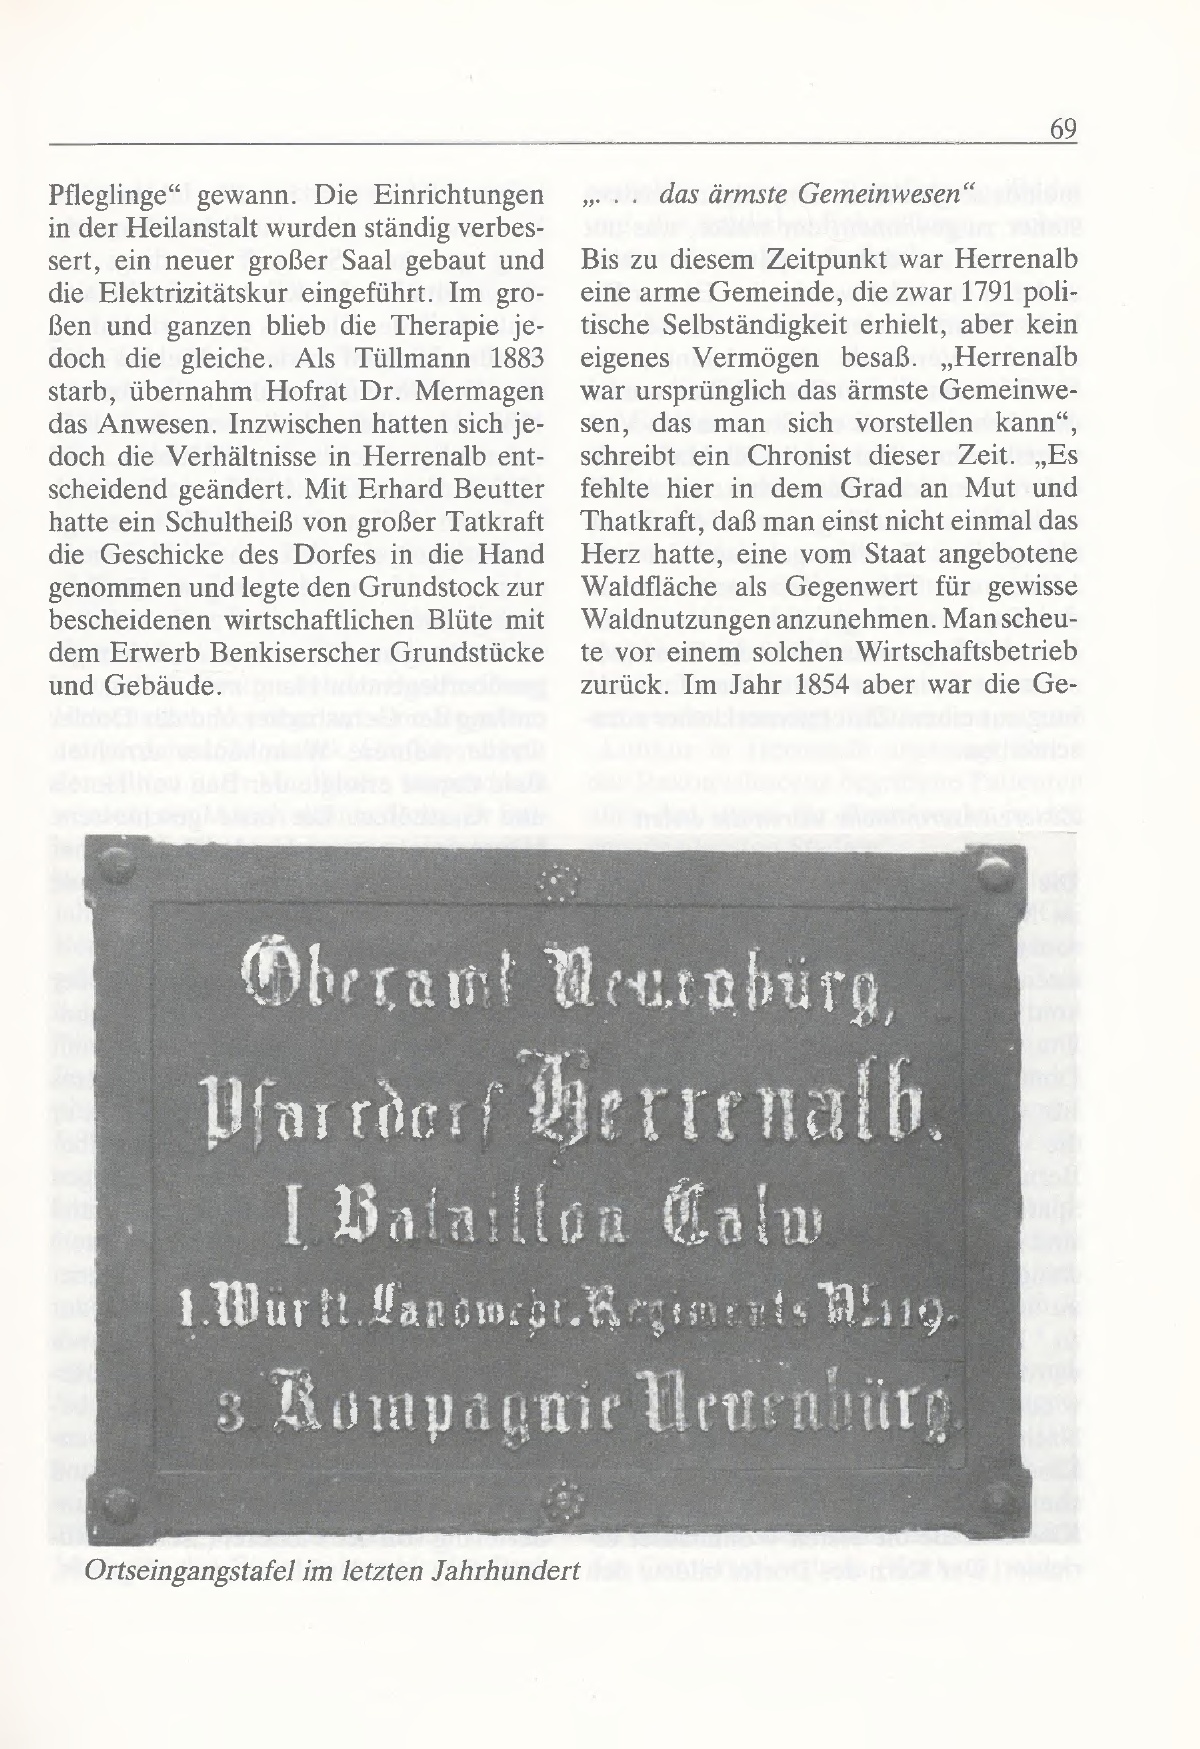 69
Pfleglinge“ gewann. Die Einrichtungen
in der Heilanstalt wurden ständig verbes-
sert, ein neuer großer Saal gebaut und
die Elektrizitätskur eingeführt. Im gro-
ßen und ganzen blieb die Therapie je-
doch die gleiche. Als Tüllmann 1883
starb, übernahm Hofrat Dr. Mermagen
das Anwesen. Inzwischen hatten sich je-
doch die Verhältnisse in Herrenalb ent-
scheidend geändert. Mit Erhard Beutter
hatte ein Schultheiß von großer Tatkraft
die Geschicke des Dorfes in die Hand
genommen und legte den Grundstock zur
bescheidenen wirtschaftlichen Blüte mit
dem Erwerb Benkiserscher Grundstücke
und Gebäude.
„. . . das ärmste Gemeinwesen“
Bis zu diesem Zeitpunkt war Herrenalb
eine arme Gemeinde, die zwar 1791 poli-
tische Selbständigkeit erhielt, aber kein
eigenes Vermögen besaß. „Herrenalb
war ursprünglich das ärmste Gemeinwe-
sen, das man sich vorstellen kann“,
schreibt ein Chronist dieser Zeit. „Es
fehlte hier in dem Grad an Mut und
Thatkraft, daß man einst nicht einmal das
Herz hatte, eine vom Staat angebotene
Waldfläche als Gegenwert für gewisse
Waldnutzungen anzunehmen. Man scheu-
te vor einem solchen Wirtschaftsbetrieb
zurück. Im Jahr 1854 aber war die Ge-
Oberamt Neuenbürg,
Pfarrdorf Herrenalb.
I. Bataillon Calw.
1. Württ. Landwehr. Regiments
3. Kompagnie Neuenbürg.
Ortseingangstafel im letzten Jahrhundert